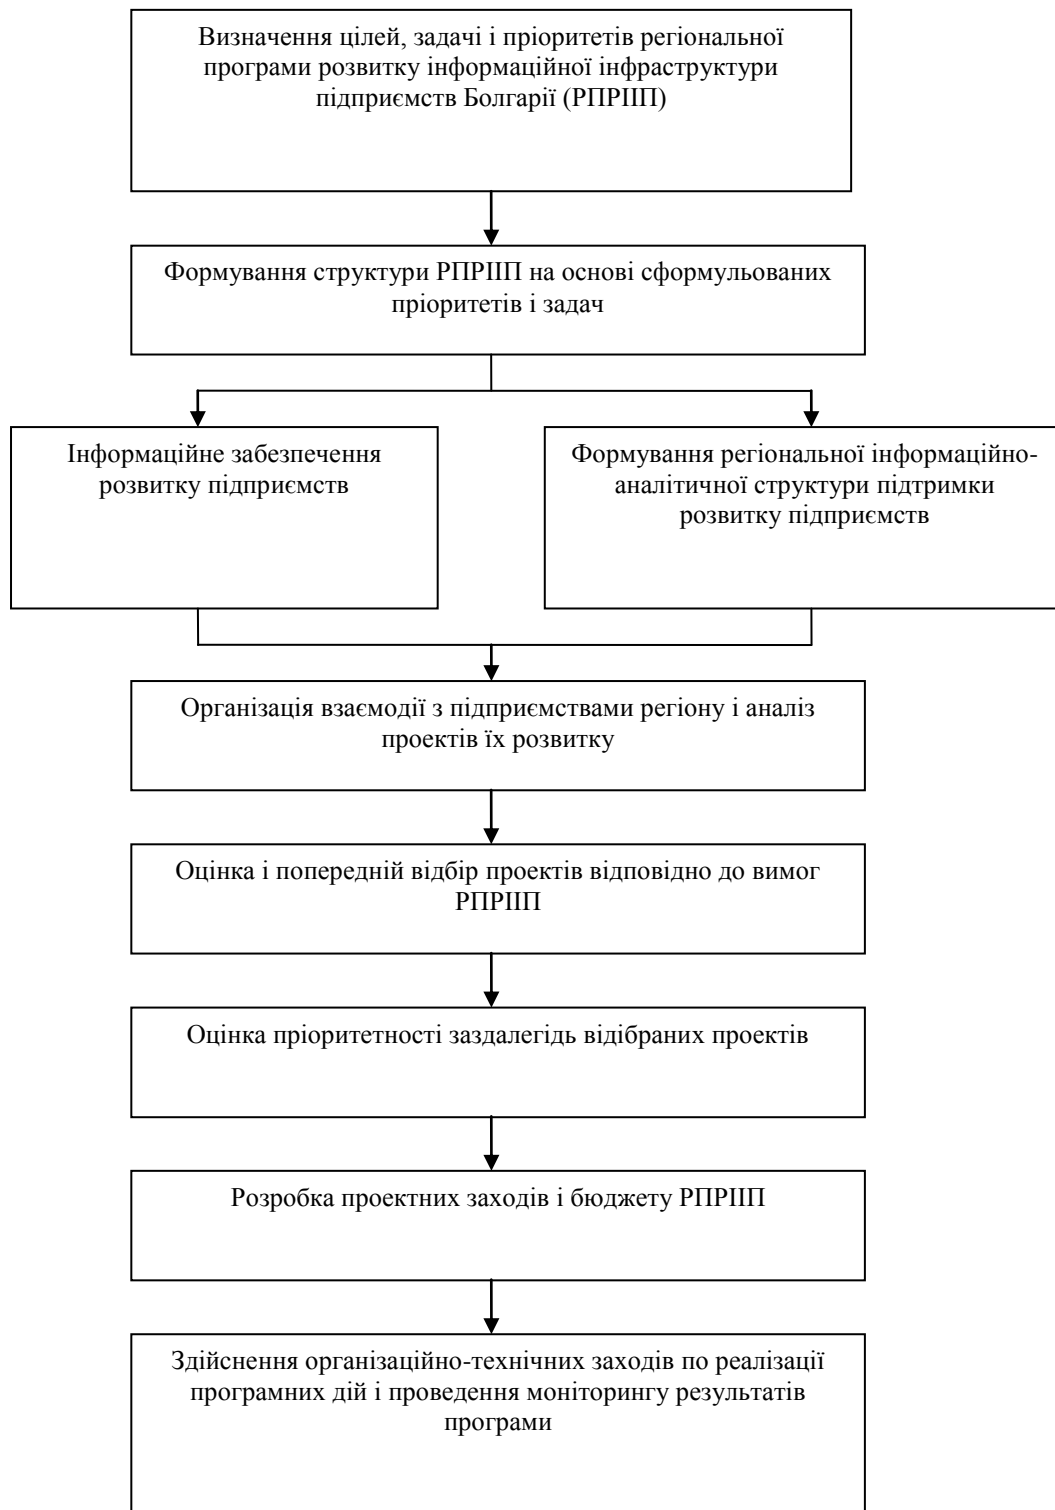 Визначення цілей, задачі і пріоритетів регіональної
програми розвитку інформаційної інфраструктури
підприємств Болгарії (РПРІІП)
Формування структури РПРІІП на основі сформульованих
пріоритетів і задач
Інформаційне забезпечення
розвитку підприємств
Формування регіональної інформаційно-
аналітичної структури підтримки
розвитку підприємств
Організація взаємодії з підприємствами регіону і аналіз
проектів їх розвитку
Оцінка і попередній відбір проектів відповідно до вимог
РПРІІП
Оцінка пріоритетності заздалегідь відібраних проектів
Розробка проектних заходів і бюджету РПРІІП
Здійснення організаційно-технічних заходів по реалізації
програмних дій і проведення моніторингу результатів
програми